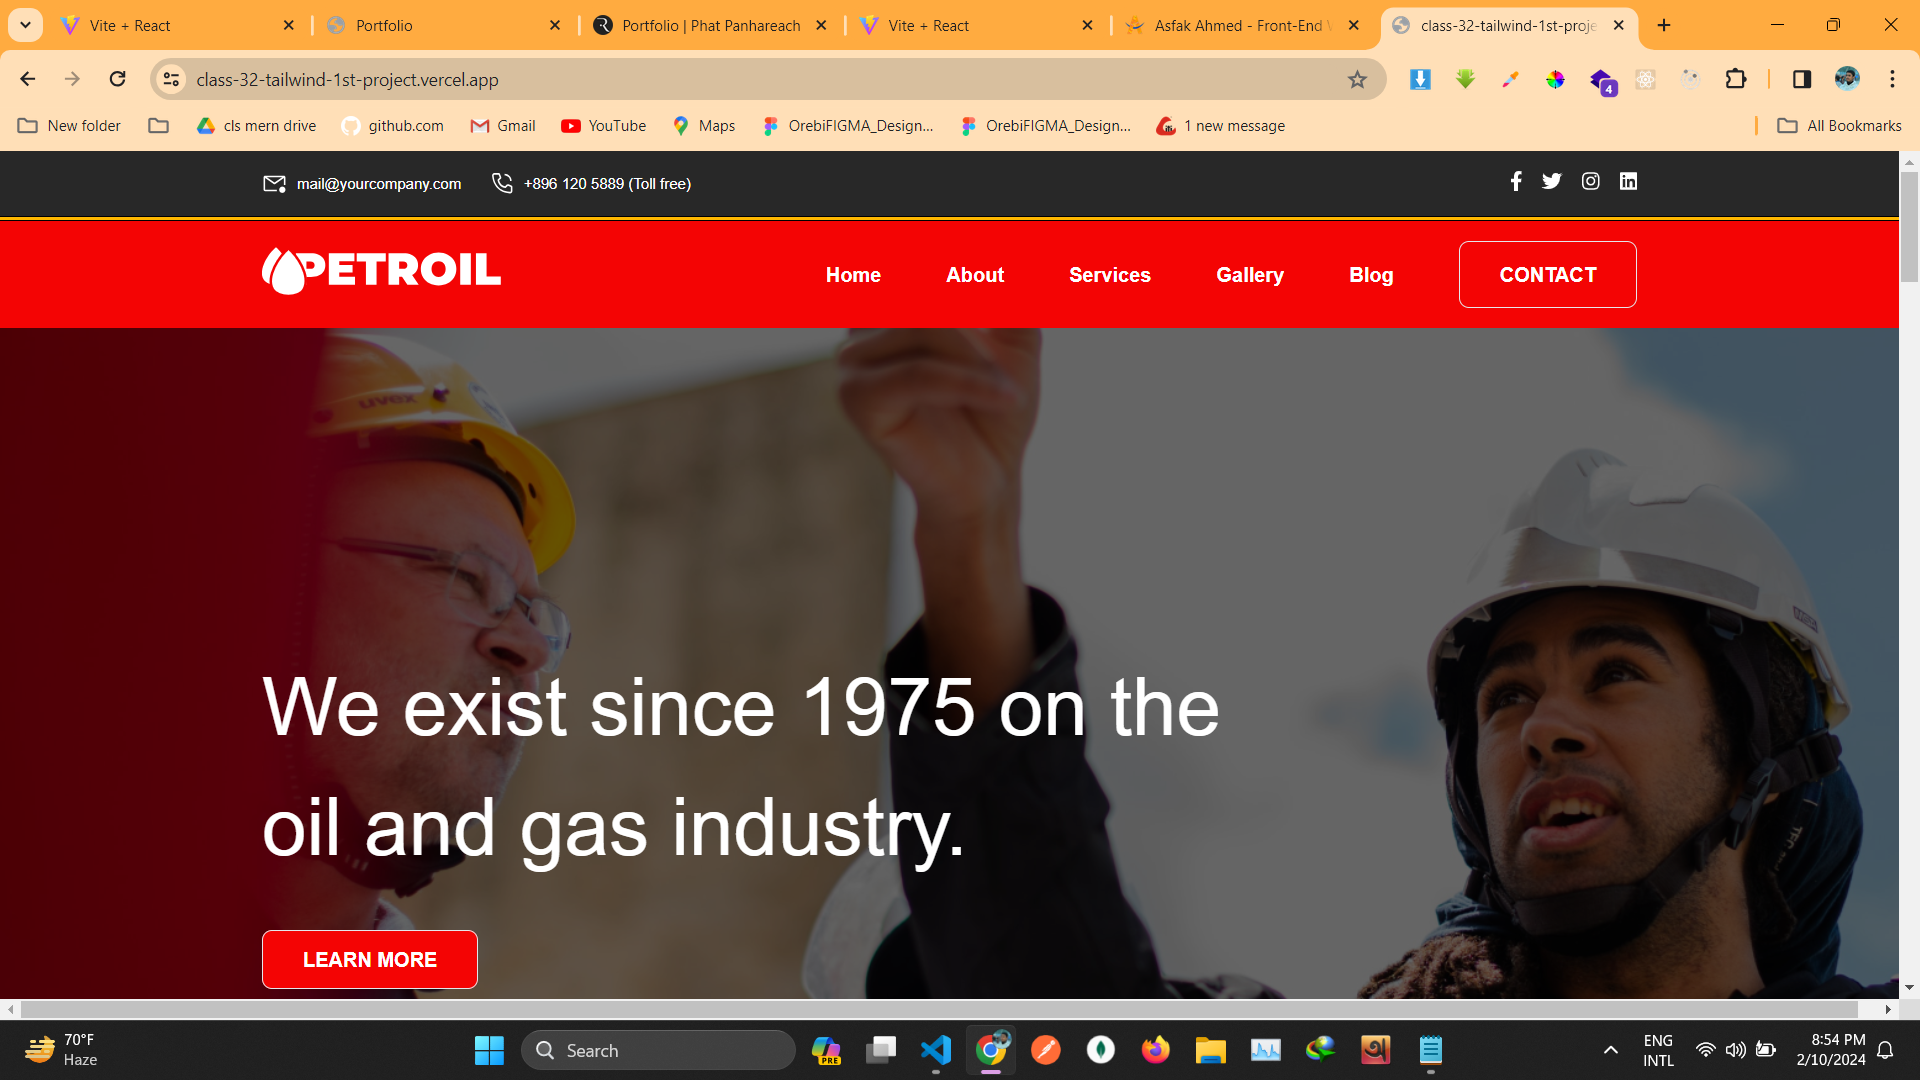 Vite + React
Portfolio
Portfolio | Phat Panhareach
Vite + React
Asfak Ahmed - Front-End
class-32-tailwind-1st-proje
class-32-tailwind-1st-project.vercel.app
4
New folder
cls mern drive
github.com
Gmail
YouTube
Maps
OrebiFIGMA_Design...
OrebiFIGMA_Design...
1 new message
All Bookmarks
mail@yourcompany.com
+896 120 5889 (Toll free)
PETROIL
Home
About
Services
Gallery
Blog
CONTACT
uvex
We exist since 1975 on the
oil and gas industry.
LEARN MORE
70°F
Haze
Search
PRE
ENG
INTL
8:54 PM
2/10/2024